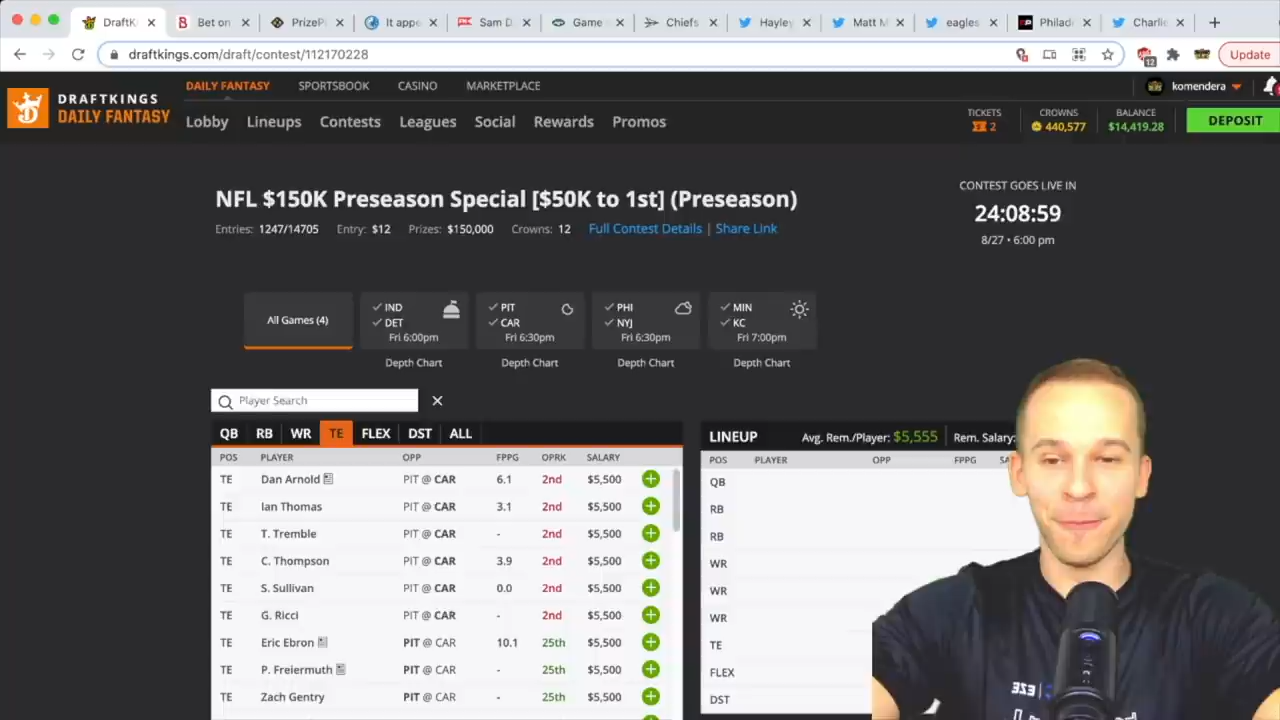 DraftK
Bet on
PrizeP
It appe
Sam D
Game
Chiefs
Hayley
Matt M
eagles
Philad
Charlie
draftkings.com/draft/contest/112170228
12
Update
DRAFTKINGS
DAILY FANTASY
DAILY FANTASY SPORTSBOOK CASINO MARKETPLACE
komendera
Lobby Lineups Contests Leagues Social Rewards Promos
TICKETS
2
CROWNS
440,577
BALANCE
$14,419.28
DEPOSIT
NFL $150K Preseason Special [$50K to 1st] (Preseason)
Entries: 1247/14705 Entry: $12 Prizes: $150,000 Crowns: 12 Full Contest Details | Share Link
CONTEST GOES LIVE IN
24:08:59
8/27 • 6:00 pm
All Games (4)
IND
DET
Fri 6:00pm
Depth Chart
PIT
CAR
Fri 6:30pm
Depth Chart
PHI
NYJ
Fri 6:30pm
Depth Chart
MIN
KC
Fri 7:00pm
Depth Chart
Player Search
QB RB WR TE FLEX DST ALL
POS PLAYER OPP FPPG OPRK SALARY
TE Dan Arnold PIT @ CAR 6.1 2nd $5,500
TE Ian Thomas PIT @ CAR 3.1 2nd $5,500
TE T. Tremble PIT @ CAR - 2nd $5,500
TE C. Thompson PIT @ CAR 3.9 2nd $5,500
TE S. Sullivan PIT @ CAR 0.0 2nd $5,500
TE G. Ricci PIT @ CAR - 2nd $5,500
TE Eric Ebron PIT @ CAR 10.1 25th $5,500
TE P. Freiermuth PIT @ CAR - 25th $5,500
TE Zach Gentry PIT @ CAR - 25th $5,500
LINEUP Avg. Rem./Player: $5,555 Rem. Salary:
POS PLAYER OPP FPPG SA
QB
RB
RB
WR
WR
WR
TE
FLEX
DST